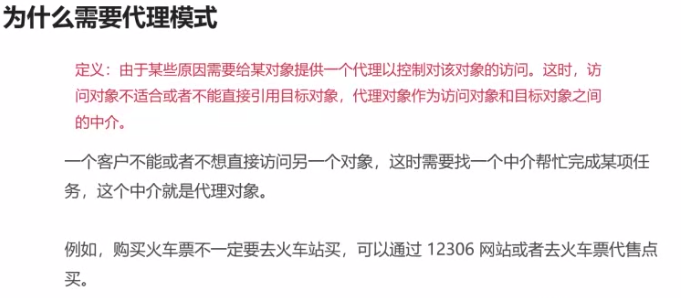 为什么需要代理模式
定义：由于某些原因需要给某对象提供一个代理以控制对该对象的访问。这时，访
问对象不适合或者不能直接引用目标对象，代理对象作为访问对象和目标对象之间
的中介。
一个客户不能或者不想直接访问另一个对象，这时需要找一个中介帮忙完成某项任
务，这个中介就是代理对象。
例如，购买火车票不一定要去火车站买，可以通过 12306 网站或者去火车票代售点
买。